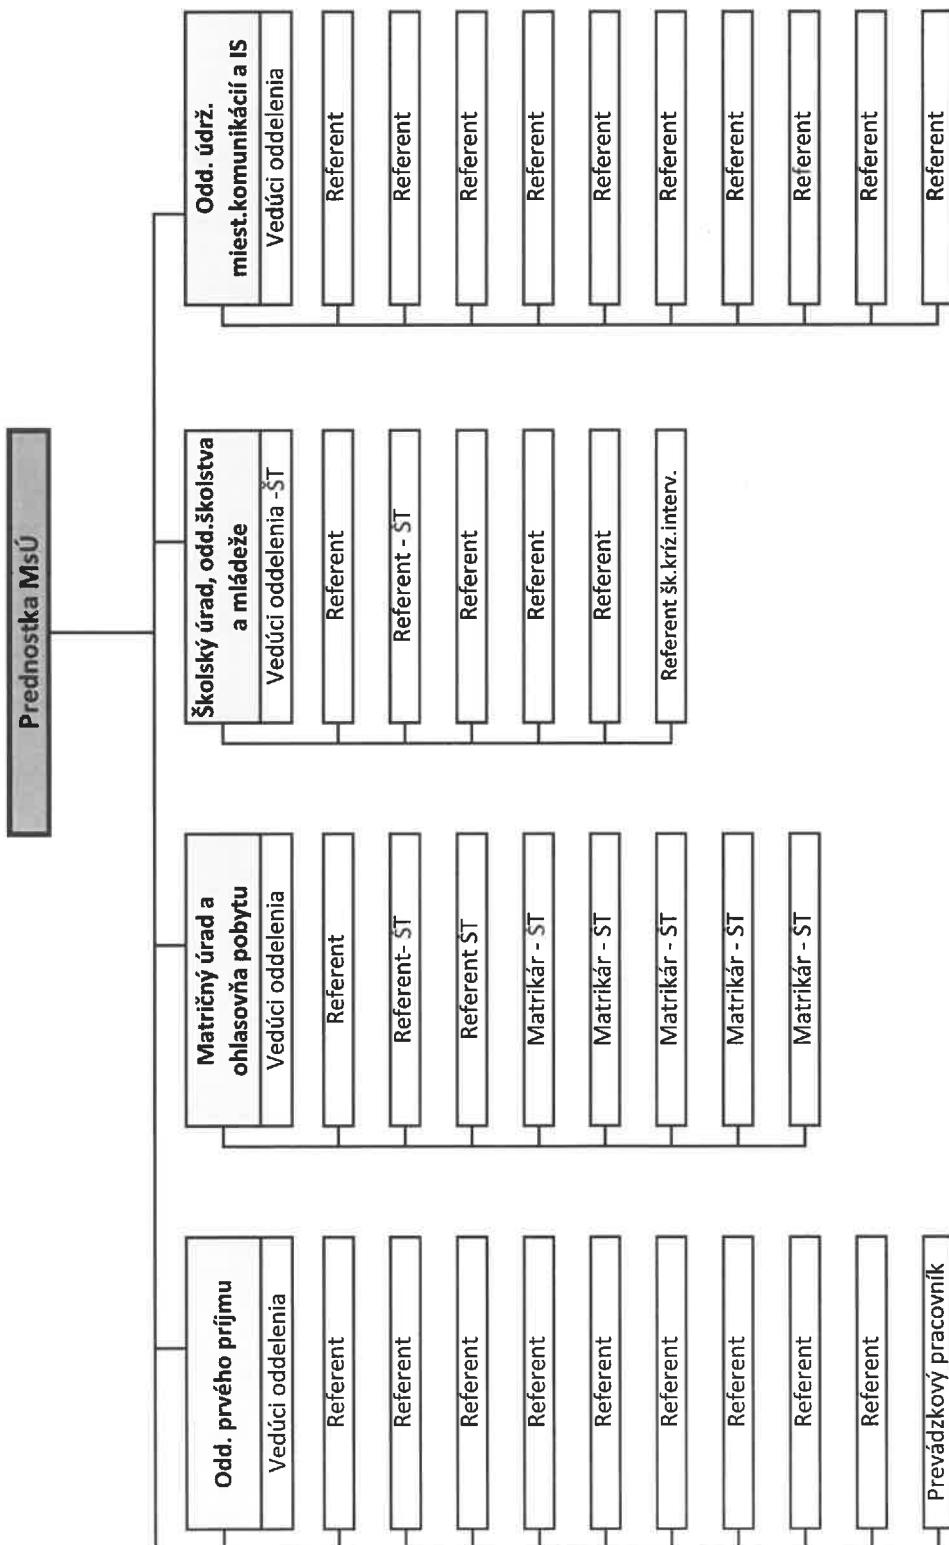 Prednostka MsÚ
Odd. prvého príjmu
Vedúci oddelenia
Referent
Referent
Referent
Referent
Referent
Referent
Referent
Referent
Referent
Prevádzkový pracovník
Matričný úrad a
ohlasovňa pobytu
Vedúci oddelenia
Referent
Referent- ŠT
Referent ŠT
Matrikár - ŠT
Matrikár - ŠT
Matrikár - ŠT
Matrikár - ŠT
Matrikár - ŠT
Školský úrad, odd.školstva
a mládeže
Vedúci oddelenia -ŠT
Referent
Referent - ŠT
Referent
Referent
Referent
Referent šk.kríz.interv.
Odd. údrž.
miest.komunikácií a IS
Vedúci oddelenia
Referent
Referent
Referent
Referent
Referent
Referent
Referent
Referent
Referent
Referent